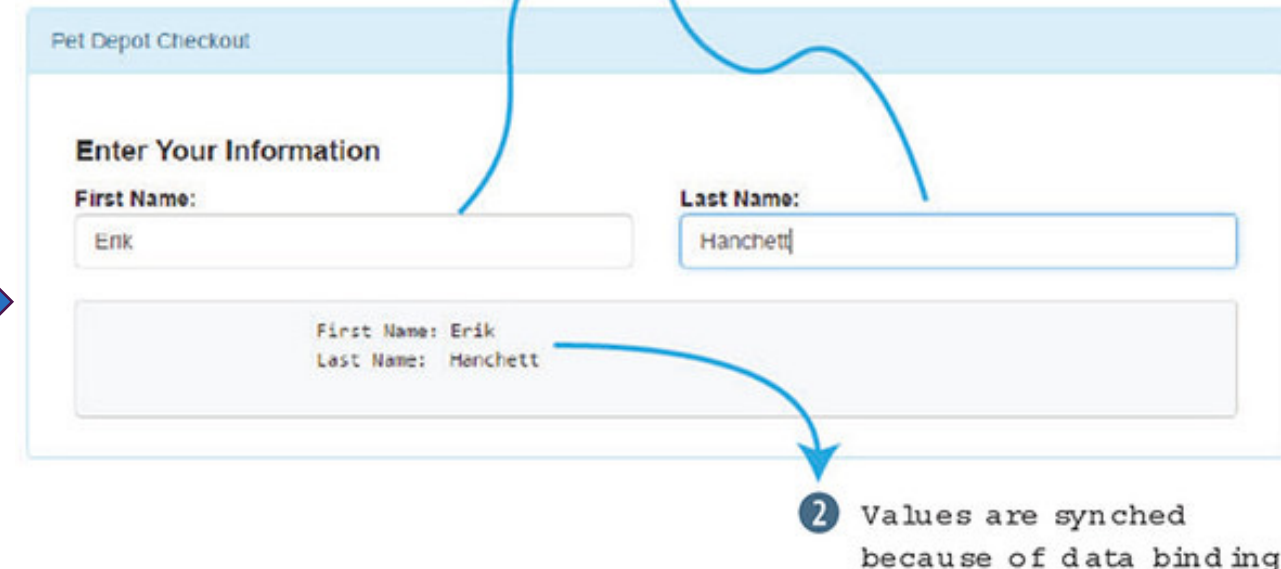 Pet Depot Checkout
Enter Your Information
First Name:
Last Name:
Erik
Hanchett
First Name: Erik
Last Name: Hanchett
2 Values are synched
because of data binding